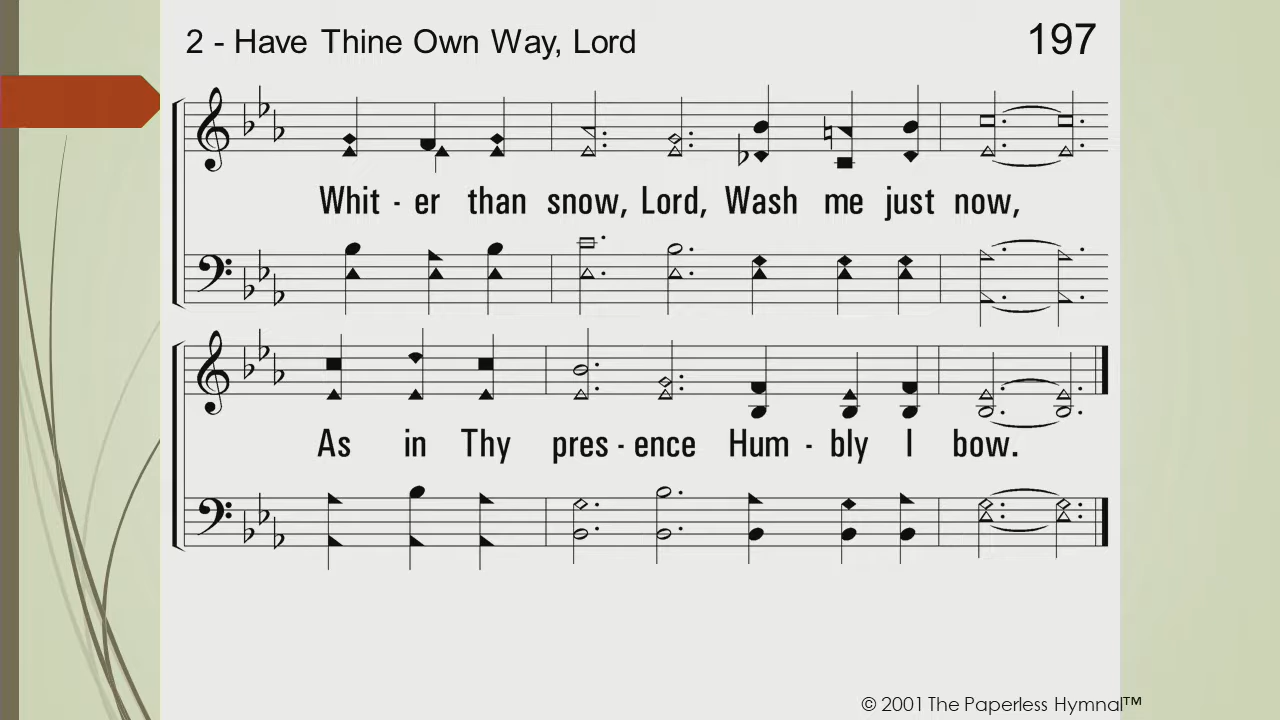 2 - Have Thine Own Way, Lord
197
Whit - er than snow, Lord, Wash me just now,
As in Thy pres - ence Hum - bly I bow.
© 2001 The Paperless Hymnal™